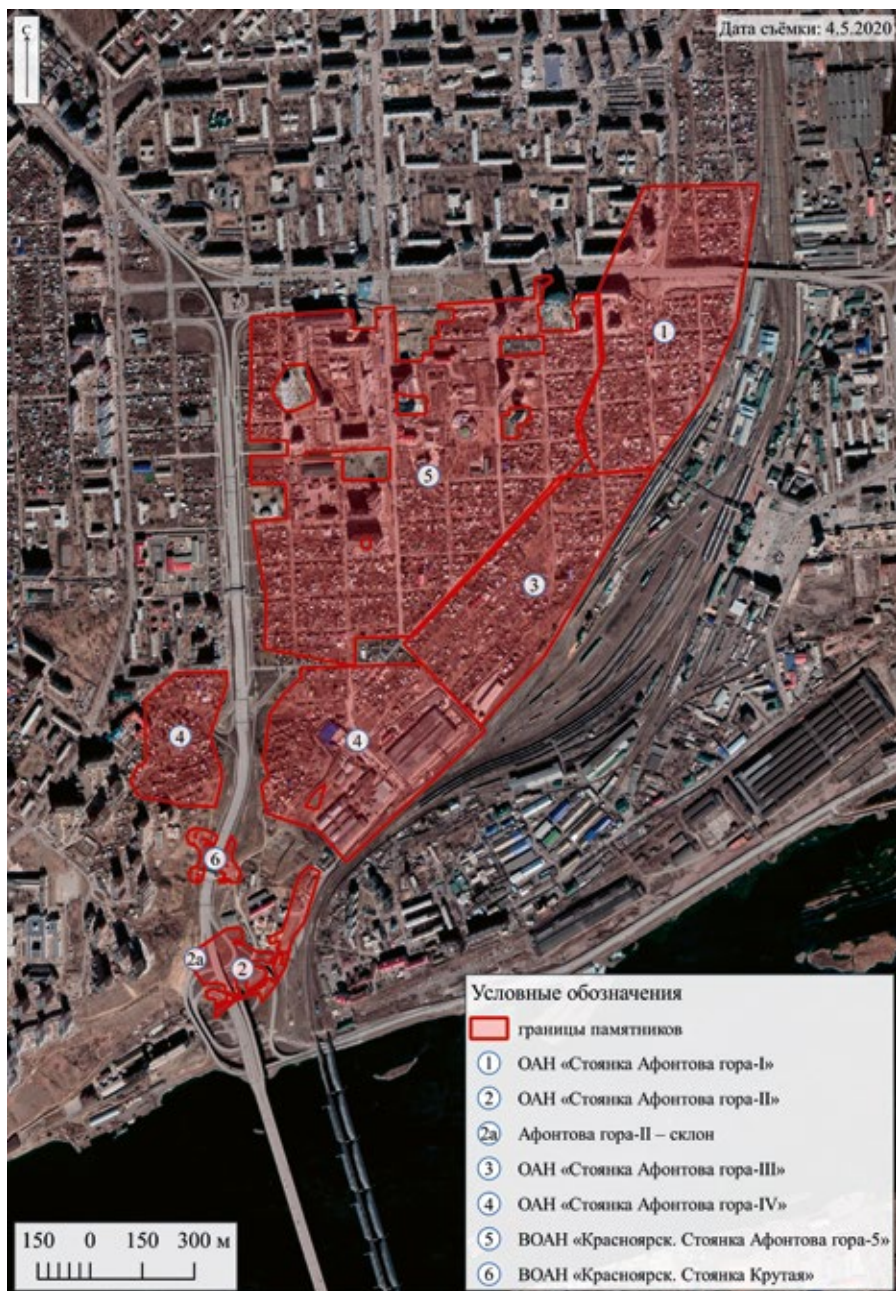 С
Дата съёмки: 4.5.2020
1
5
3
4
4
6
2а
2
Условные обозначения
границы памятников
1 ОАН «Стоянка Афонтова гора-I»
2 ОАН «Стоянка Афонтова гора-II»
2а Афонтова гора-II – склон
3 ОАН «Стоянка Афонтова гора-III»
4 ОАН «Стоянка Афонтова гора-IV»
5 ВОАН «Красноярск. Стоянка Афонтова гора-5»
6 ВОАН «Красноярск. Стоянка Крутая»
150 0 150 300 м